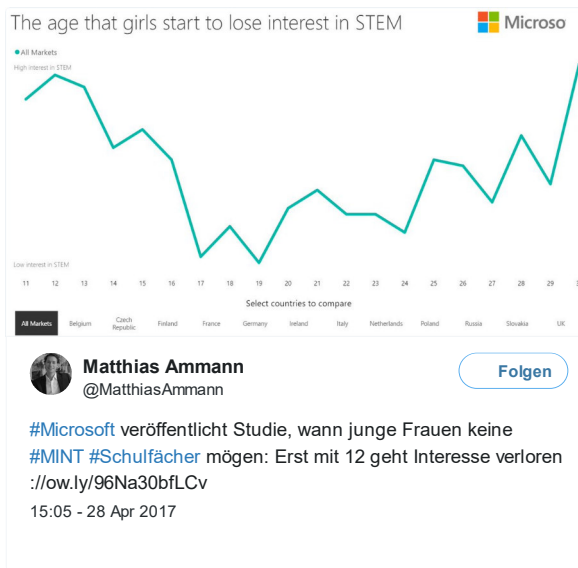 The age that girls start to lose interest in STEM
Microso
All Markets
High interest in STEM
Low interest in STEM
11 12 13 14 15 16 17 18 19 20 21 22 23 24 25 26 27 28 29 3
Select countries to compare
All Markets Belgium Czech Republic Finland France Germany Ireland Italy Netherlands Poland Russia Slovakia UK
Matthias Ammann
@MatthiasAmmann
Folgen
#Microsoft veröffentlicht Studie, wann junge Frauen keine
#MINT #Schulfächer mögen: Erst mit 12 geht Interesse verloren
://ow.ly/96Na30bfLCv
15:05 - 28 Apr 2017